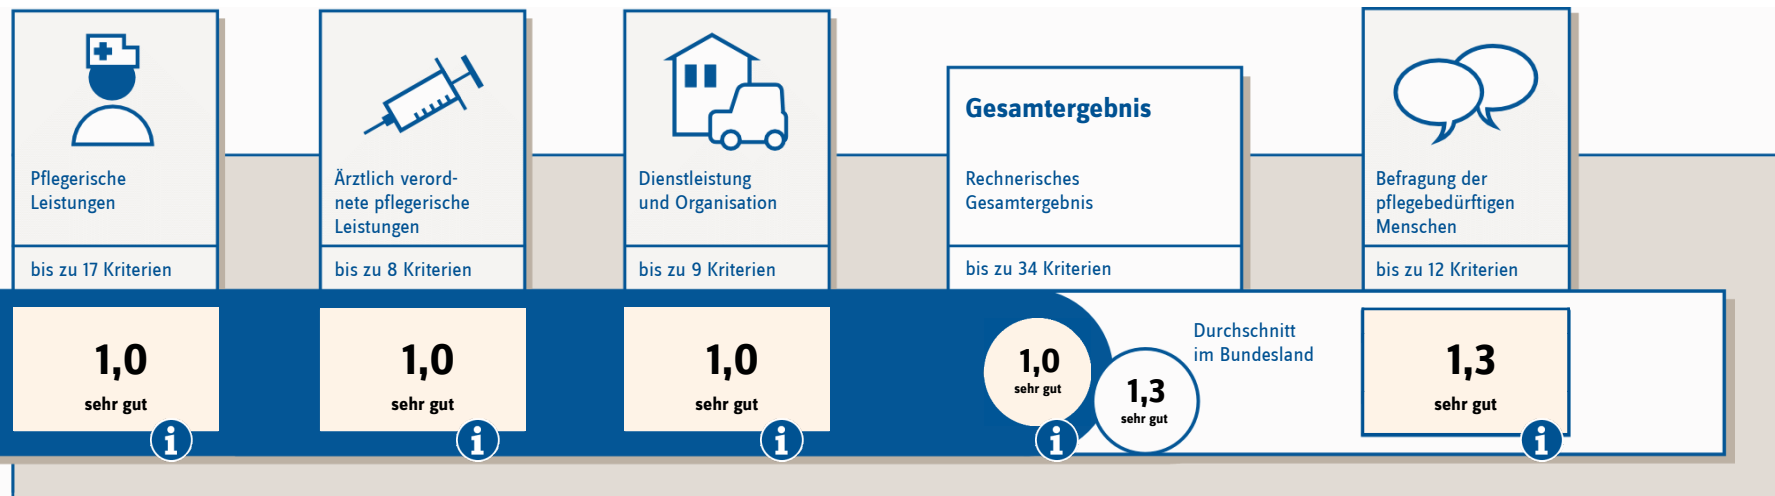 Pflegerische
Leistungen
bis zu 17 Kriterien
1,0
sehr gut
i
Ärztlich verord-
nete pflegerische
Leistungen
bis zu 8 Kriterien
1,0
sehr gut
i
Dienstleistung
und Organisation
bis zu 9 Kriterien
1,0
sehr gut
i
Gesamtergebnis
Rechnerisches
Gesamtergebnis
bis zu 34 Kriterien
1,0
sehr gut
i
Durchschnitt
im Bundesland
1,3
sehr gut
Befragung der
pflegebedürftigen
Menschen
bis zu 12 Kriterien
1,3
sehr gut
i